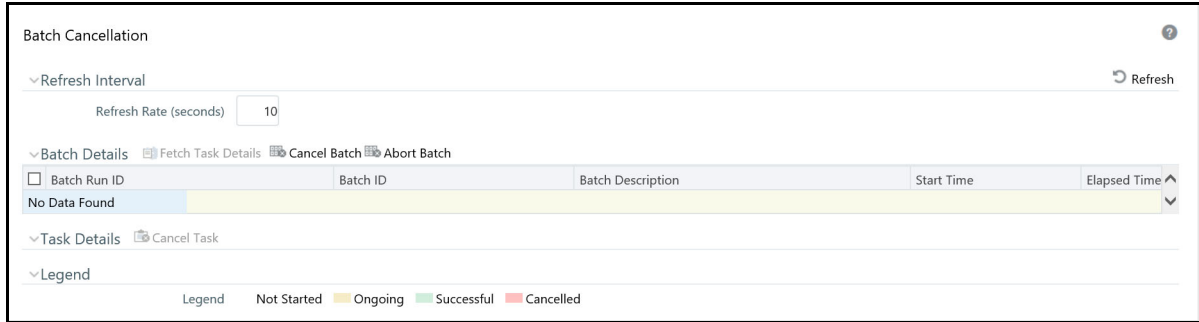 Batch Cancellation
Refresh Interval Refresh
Refresh Rate (seconds) 10
Batch Details Fetch Task Details Cancel Batch Abort Batch
Batch Run ID Batch ID Batch Description Start Time Elapsed Time
No Data Found
Task Details Cancel Task
Legend
Legend Not Started Ongoing Successful Cancelled